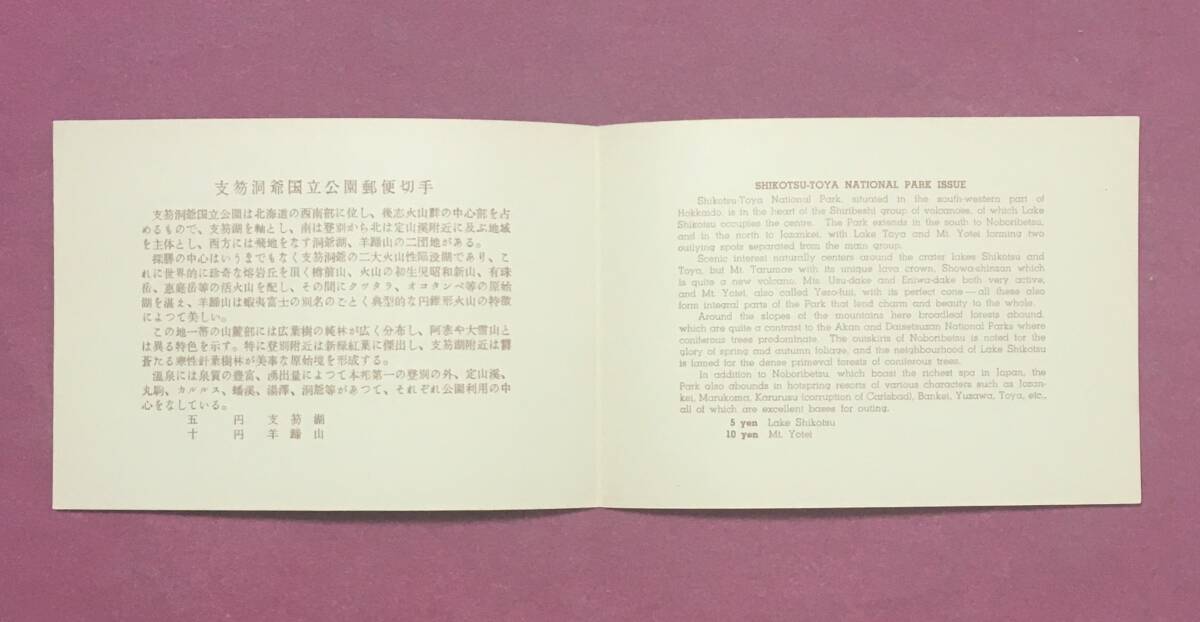 支笏洞爺国立公園郵便切手
支笏洞爺国立公園は北海道の西南部に位し、後志火山群の中心部を占
めるもので、支笏湖を軸とし、南は登別から北は定山渓附近に及ぶ地域
を主体とし、西方には飛地をなす洞爺湖、羊蹄山の二団地がある。
探勝の中心はいうまでもなく支笏洞爺の二大火山性陥没湖であり、こ
れに世界的に珍奇な熔岩丘を頂く樽前山、火山の初生児昭和新山、有珠
岳、恵庭岳等の活火山を配し、その間にクッタラ、オコタンペ等の原始
湖を湛え、羊蹄山は蝦夷富士の別名のごとく典型的な円錐形火山の特徴
によつて美しい。
この地一帯の山麓部には広葉樹の純林が広く分布し、阿寒や大雪山と
は異る特色を示す。特に登別附近は新緑紅葉に傑出し、支笏湖附近は鬱
蒼たる寒性針葉樹林が美事な原始境を形成する。
温泉には泉質の豊富、湧出量によつて本邦第一の登別の外、定山渓、
丸駒、カルルス、蟠渓、湯澤、洞爺等があつて、それぞれ公園利用の中
心をなしている。
五 円 支笏湖
十 円 羊蹄山
SHIKOTSU-TOYA NATIONAL PARK ISSUE
Shikotsu-Toya National Park, situated in the south-western part of
Hokkaido, is in the heart of the Shiribeshi group of volcanoes, of which Lake
Shikotsu occupies the centre. The Park extends in the south to Noboribetsu,
and in the north to Jozankei, with Lake Toya and Mt. Yotei forming two
outlying spots separated from the main group.
Scenic interest naturally centers around the crater lakes Shikotsu and
Toya, but Mt. Tarumae with its unique lava crown, Showa-shinzan which
is quite a new volcano, Mts. Usu-dake and Eniwa-dake both very active,
and Mt. Yotei, also called Yezo-fuji, with its perfect cone—all these also
form integral parts of the Park that lend charm and beauty to the whole.
Around the slopes of the mountains here broadleaf forests abound,
which are quite a contrast to the Akan and Daisetsuzan National Parks where
coniferous trees predominate. The outskirts of Noboribetsu is noted for the
glory of spring and autumn foliage, and the neighbourhood of Lake Shikotsu
is famed for the dense primeval forests of coniferous trees.
In addition to Noboribetsu, which boast the richest spa in Japan, the
Park also abounds in hotspring resorts of various characters such as Jozan-
kei, Marukoma, Karurusu (corruption of Carlsbad), Bankei, Yuzawa, Toya, etc.,
all of which are excellent bases for outing.
5 yen Lake Shikotsu
10 yen Mt. Yotei